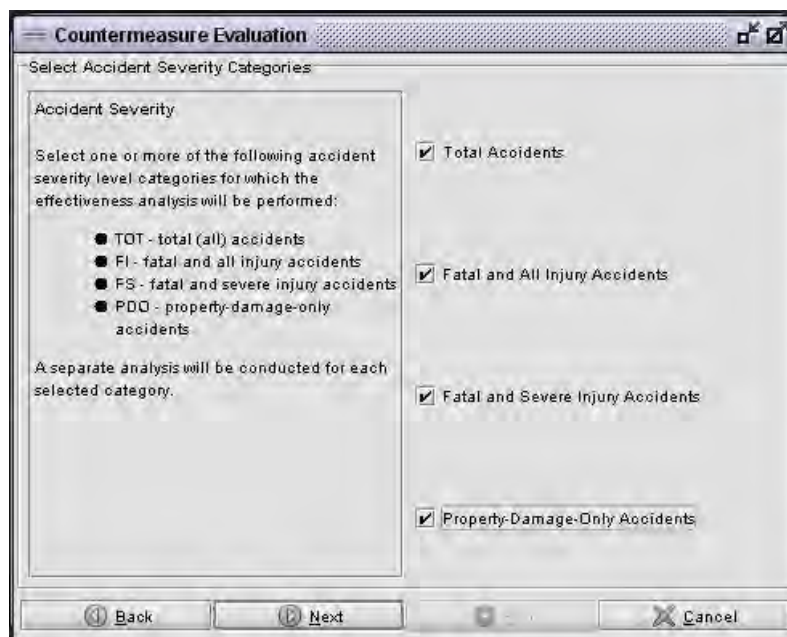 Countermeasure Evaluation
Select Accident Severity Categories
Accident Severity
Select one or more of the following accident
severity level categories for which the
effectiveness analysis will be performed:
TOT - total (all) accidents
FI - fatal and all injury accidents
FS - fatal and severe injury accidents
PDO - property-damage-only
accidents
A separate analysis will be conducted for each
selected category.
Total Accidents
Fatal and All Injury Accidents
Fatal and Severe Injury Accidents
Property-Damage-Only Accidents
Back
Next
Cancel